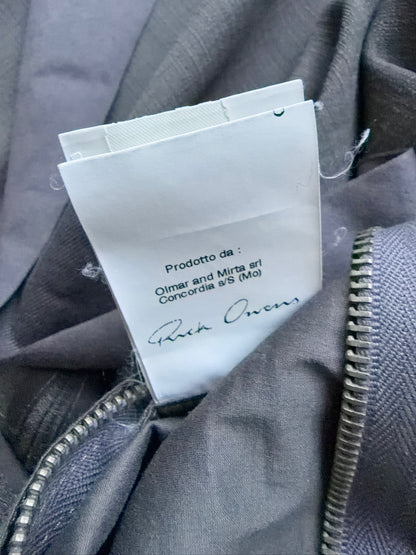 Prodotto da :
Olmar and Mirta srl
Concordia s/S (Mo)
Rick Owens